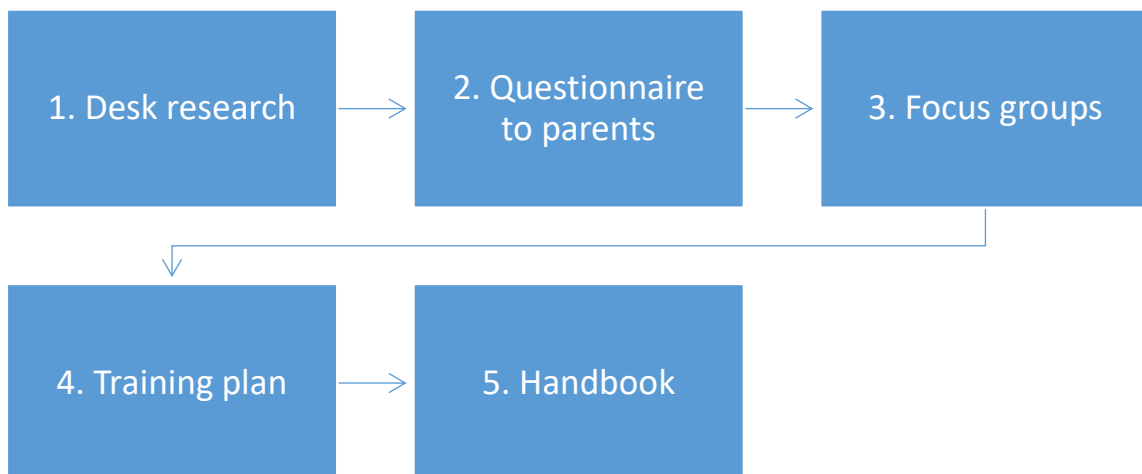 1. Desk research
2. Questionnaire
to parents
3. Focus groups
4. Training plan
5. Handbook